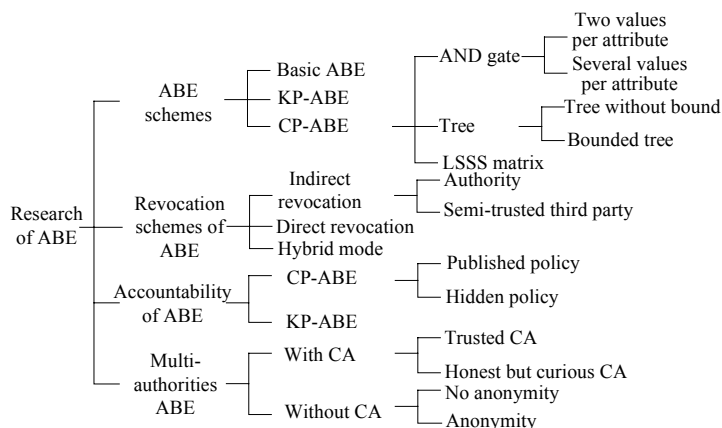 Research
of ABE
ABE
schemes
Basic ABE
KP-ABE
CP-ABE
AND gate
Two values
per attribute
Several values
per attribute
Tree
Tree without bound
Bounded tree
LSSS matrix
Revocation
schemes of
ABE
Indirect
revocation
Authority
Semi-trusted third party
Direct revocation
Hybrid mode
Accountability
of ABE
CP-ABE
Published policy
Hidden policy
KP-ABE
Multi-
authorities
ABE
With CA
Trusted CA
Honest but curious CA
Without CA
No anonymity
Anonymity